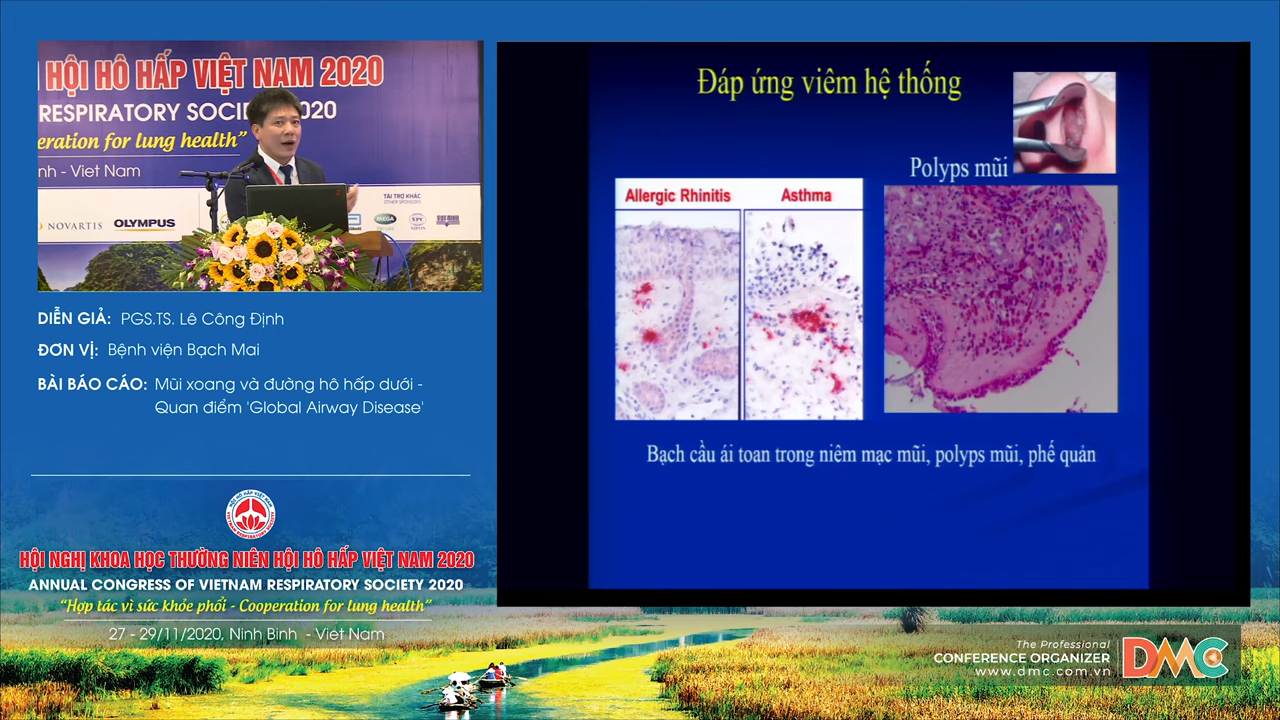 HỘI HÔ HẤP VIỆT NAM 2020
RESPIRATORY SOCIETY 2020
eration for lung health”
nh - Viet Nam
TÀI TRỢ KHÁC
NOVARTIS
OLYMPUS
MEGA
DIỄN GIẢ: PGS.TS. Lê Công Định
ĐƠN VỊ: Bệnh viện Bạch Mai
BÀI BÁO CÁO: Mũi xoang và đường hô hấp dưới -
Quan điểm 'Global Airway Disease'
HỘI NGHỊ KHOA HỌC THƯỜNG NIÊN HỘI HÔ HẤP VIỆT NAM 2020
ANNUAL CONGRESS OF VIETNAM RESPIRATORY SOCIETY 2020
“Hợp tác vì sức khỏe phổi - Cooperation for lung health”
27 - 29/11/2020, Ninh Binh - Viet Nam
Đáp ứng viêm hệ thống
Polyps mũi
Allergic Rhinitis
Asthma
Bạch cầu ái toan trong niêm mạc mũi, polyps mũi, phế quản
The Professional
CONFERENCE ORGANIZER
www.dmc.com.vn
DMC